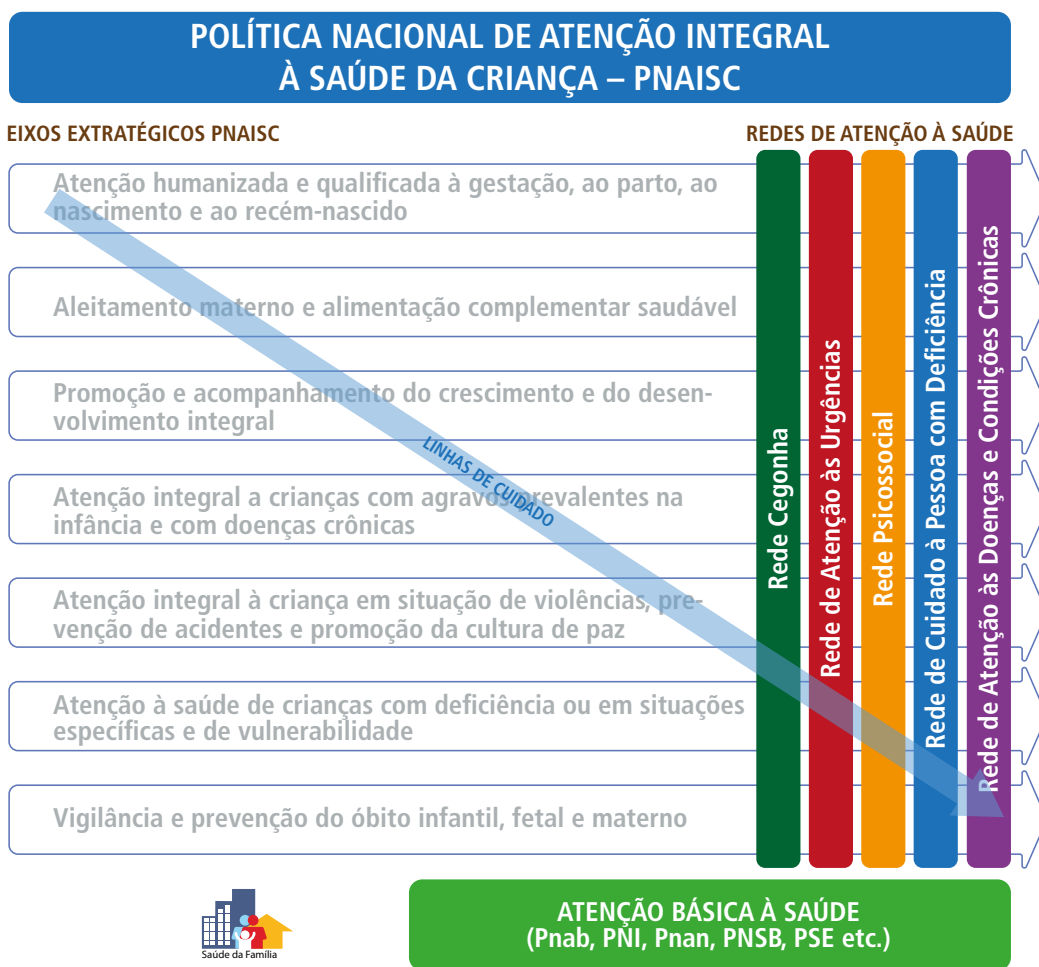 POLÍTICA NACIONAL DE ATENÇÃO INTEGRAL
À SAÚDE DA CRIANÇA – PNAISC
EIXOS EXTRATÉGICOS PNAISC
REDES DE ATENÇÃO À SAÚDE
Atenção humanizada e qualificada à gestação, ao parto, ao
nascimento e ao recém-nascido
Aleitamento materno e alimentação complementar saudável
Promoção e acompanhamento do crescimento e do desen-
volvimento integral
Atenção integral a crianças com agravos prevalentes na
infância e com doenças crônicas
Atenção integral à criança em situação de violências, pre-
venção de acidentes e promoção da cultura de paz
Atenção à saúde de crianças com deficiência ou em situações
específicas e de vulnerabilidade
Vigilância e prevenção do óbito infantil, fetal e materno
LINHAS DE CUIDADO
Rede Cegonha
Rede de Atenção às Urgências
Rede Psicossocial
Rede de Cuidado à Pessoa com Deficiência
Rede de Atenção às Doenças e Condições Crônicas
Saúde da Família
ATENÇÃO BÁSICA À SAÚDE
(Pnab, PNI, Pnan, PNSB, PSE etc.)